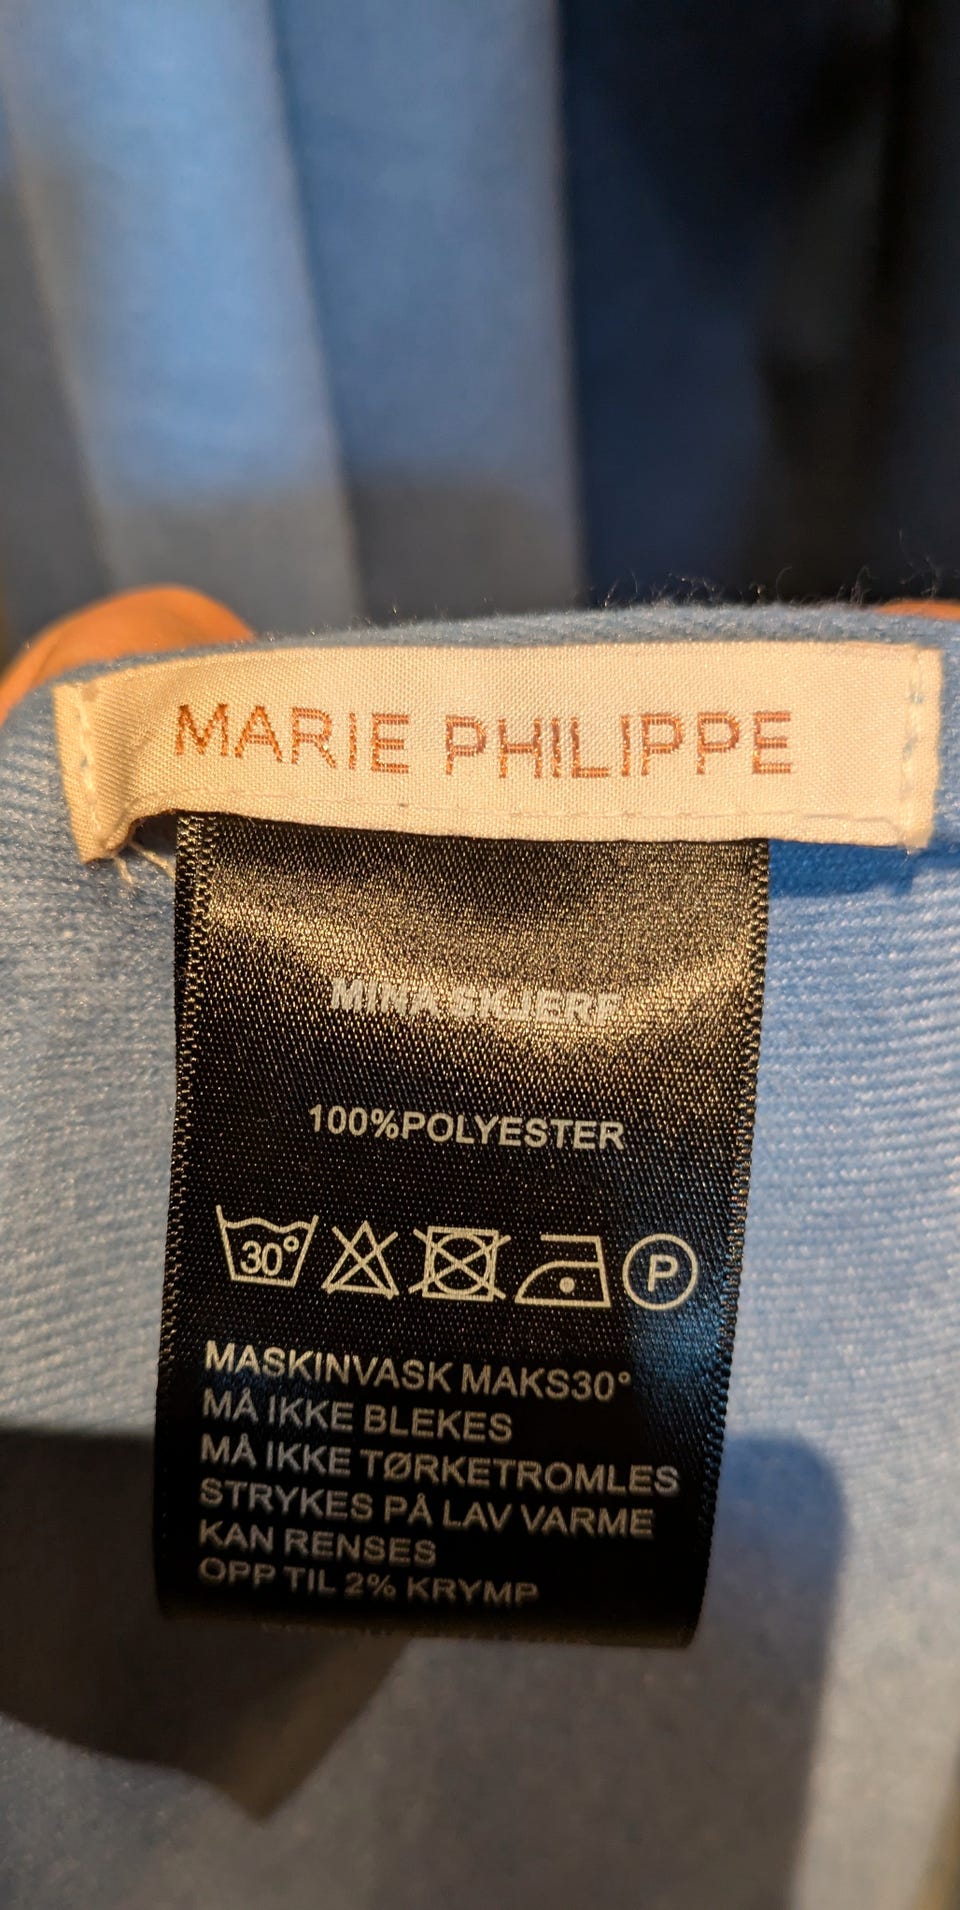 MARIE PHILIPPE
MINA SKJERF
100%POLYESTER
30° P
MASKINVASK MAKS30°
MÅ IKKE BLEKES
MÅ IKKE TØRKETROMLES
STRYKES PÅ LAV VARME
KAN RENSES
OPP TIL 2% KRYMP